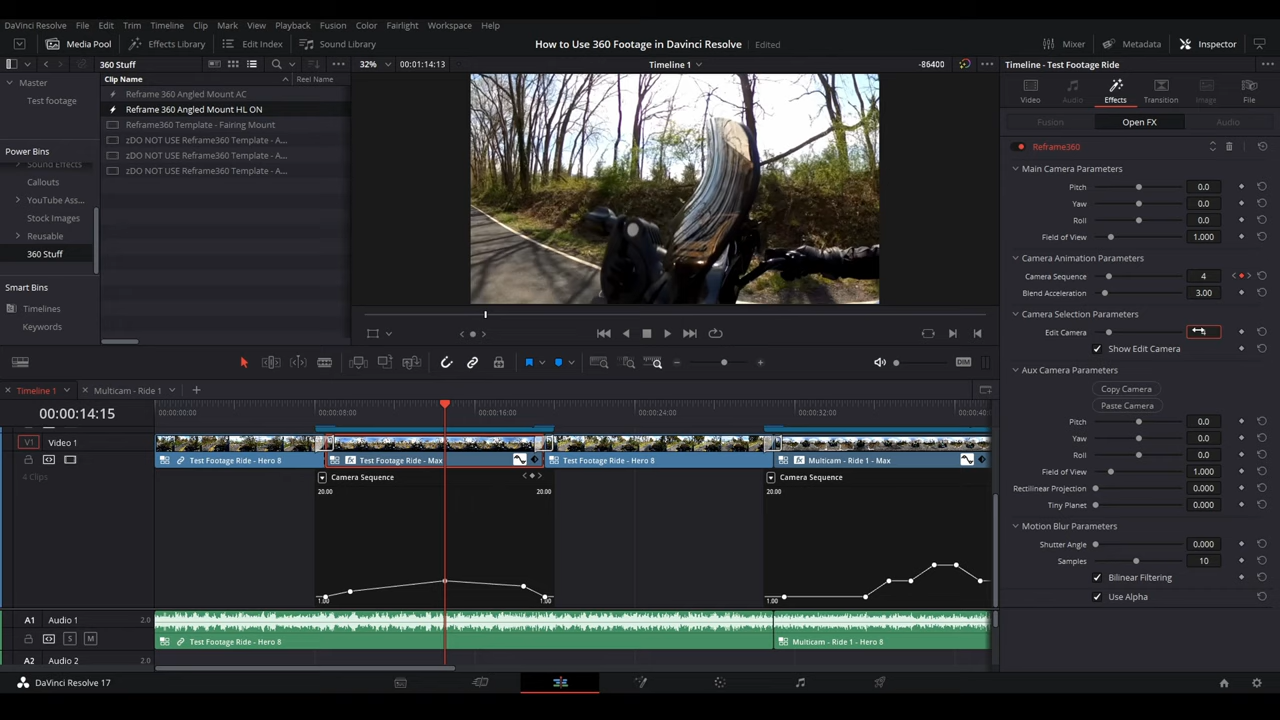 DaVinci Resolve File Edit Trim Timeline Clip Mark View Playback Fusion Color Fairlight Workspace Help
Media Pool Effects Library Edit Index Sound Library How to Use 360 Footage in Davinci Resolve Edited Mixer Metadata Inspector
360 Stuff 32% 00:01:14:13 Timeline 1 -86400 Timeline - Test Footage Ride
Master
Test footage
Power Bins
Sound Effects
Callouts
YouTube Ass...
Stock Images
Reusable
360 Stuff
Smart Bins
Timelines
Keywords
Clip Name Reel Name
Reframe 360 Angled Mount AC
Reframe 360 Angled Mount HL ON
Reframe360 Template - Fairing Mount
zDO NOT USE Reframe360 Template - A...
zDO NOT USE Reframe360 Template - A...
zDO NOT USE Reframe360 Template - A...
Video Audio Effects Transition Image File
Fusion Open FX Audio
Reframe360
Main Camera Parameters
Pitch 0.0
Yaw 0.0
Roll 0.0
Field of View 1.000
Camera Animation Parameters
Camera Sequence 4
Blend Acceleration 3.00
Camera Selection Parameters
Edit Camera
Show Edit Camera
Aux Camera Parameters
Copy Camera
Paste Camera
Pitch 0.0
Yaw 0.0
Roll 0.0
Field of View 1.000
Rectilinear Projection 0.000
Tiny Planet 0.000
Motion Blur Parameters
Shutter Angle 0.000
Samples 10
Bilinear Filtering
Use Alpha
DIM
Timeline 1 Multicam - Ride 1
00:00:14:15 00:00:00:00 00:00:08:00 00:00:16:00 00:00:24:00 00:00:32:00 00:00:40:00
V1 Video 1
Test Footage Ride - Hero 8 Test Footage Ride - Max Test Footage Ride - Hero 8 Multicam - Ride 1 - Max
4 Clips Camera Sequence Camera Sequence
20.00 20.00 20.00
1.00 1.00 1.00
A1 Audio 1 2.0
S M Test Footage Ride - Hero 8 Multicam - Ride 1 - Hero 8
A2 Audio 2 2.0
DaVinci Resolve 17